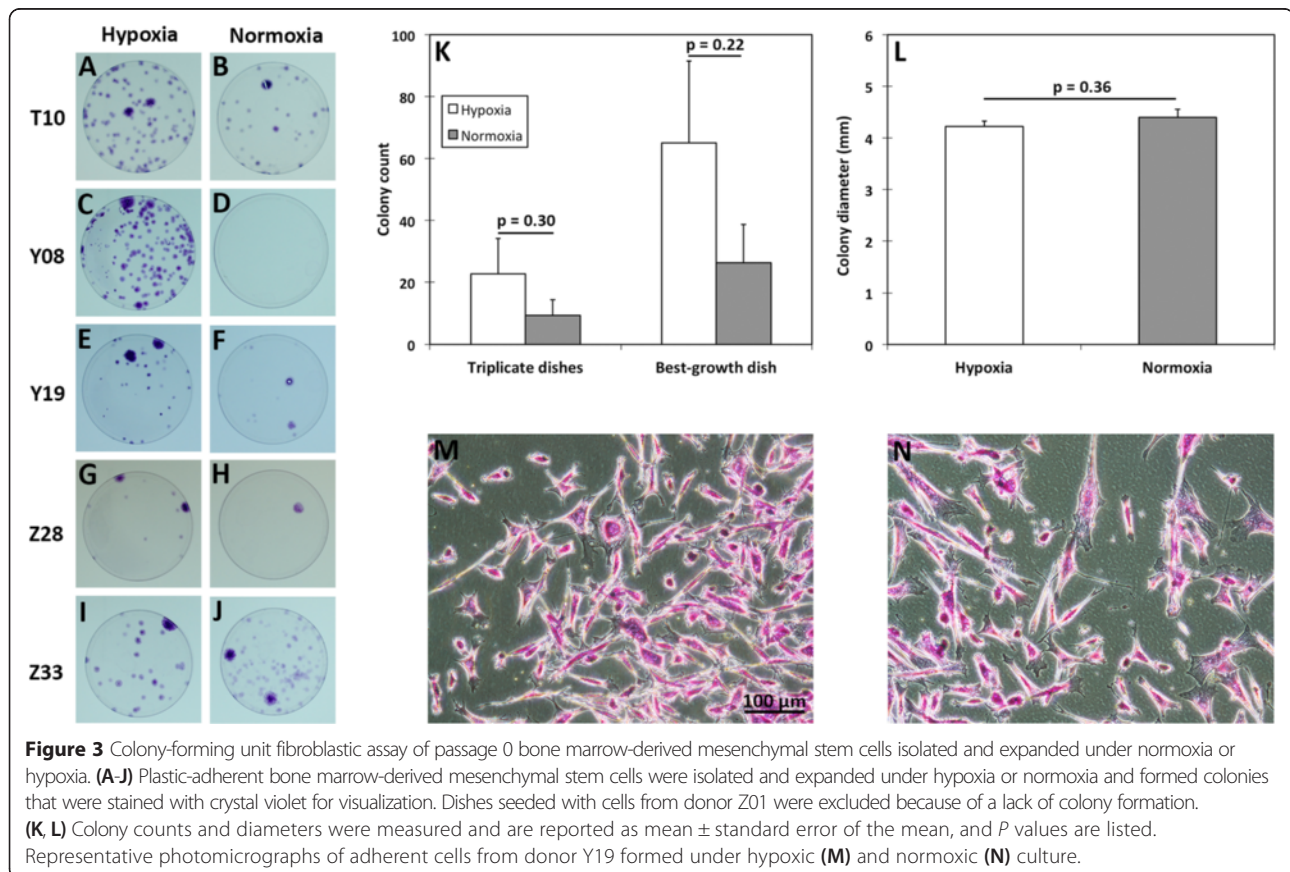 Hypoxia Normoxia
A B
T10
C D
Y08
E F
Y19
G H
Z28
I J
Z33
K
100
80
60
40
20
0
Colony count
Hypoxia
Normoxia
p = 0.30
p = 0.22
Triplicate dishes Best-growth dish
L
6
5
4
3
2
1
0
Colony diameter (mm)
p = 0.36
Hypoxia Normoxia
M
100 µm
N
Figure 3 Colony-forming unit fibroblastic assay of passage 0 bone marrow-derived mesenchymal stem cells isolated and expanded under normoxia or
hypoxia. (A-J) Plastic-adherent bone marrow-derived mesenchymal stem cells were isolated and expanded under hypoxia or normoxia and formed colonies
that were stained with crystal violet for visualization. Dishes seeded with cells from donor Z01 were excluded because of a lack of colony formation.
(K, L) Colony counts and diameters were measured and are reported as mean ± standard error of the mean, and P values are listed.
Representative photomicrographs of adherent cells from donor Y19 formed under hypoxic (M) and normoxic (N) culture.